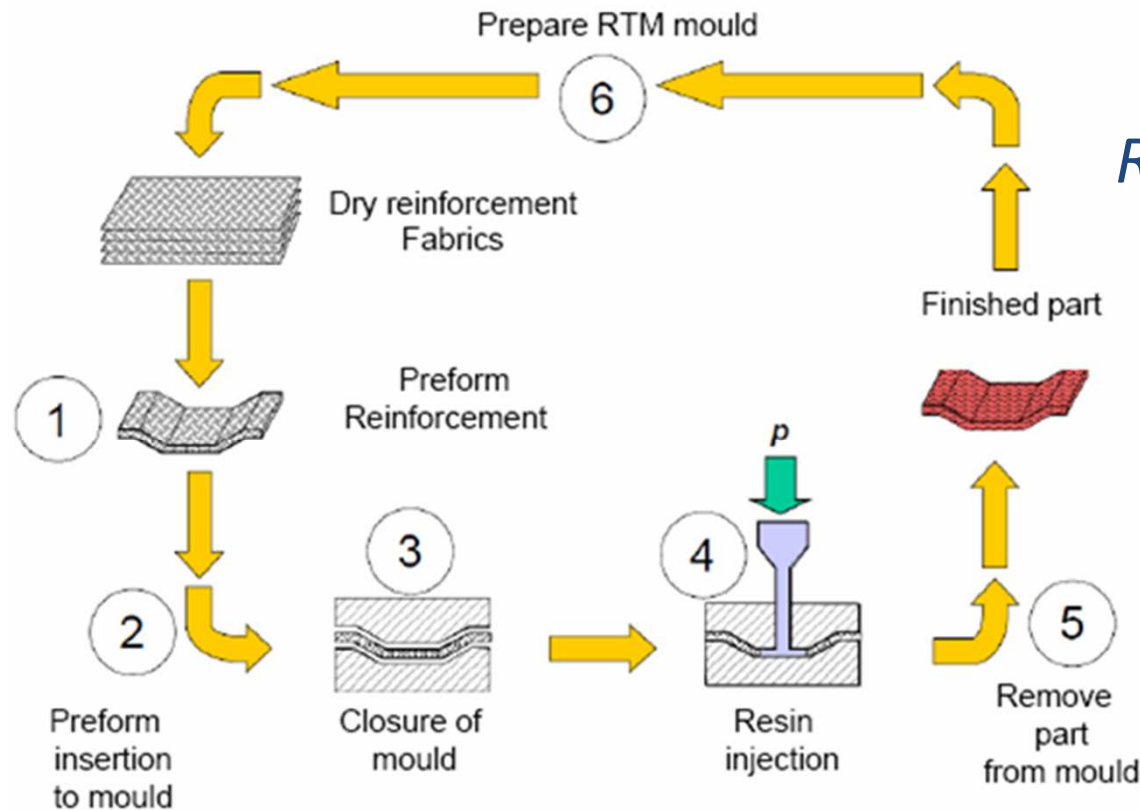 Prepare RTM mould
6
R
Dry reinforcement
Fabrics
Finished part
1
Preform
Reinforcement
p
3
4
2
5
Preform
insertion
to mould
Closure of
mould
Resin
injection
Remove
part
from mould